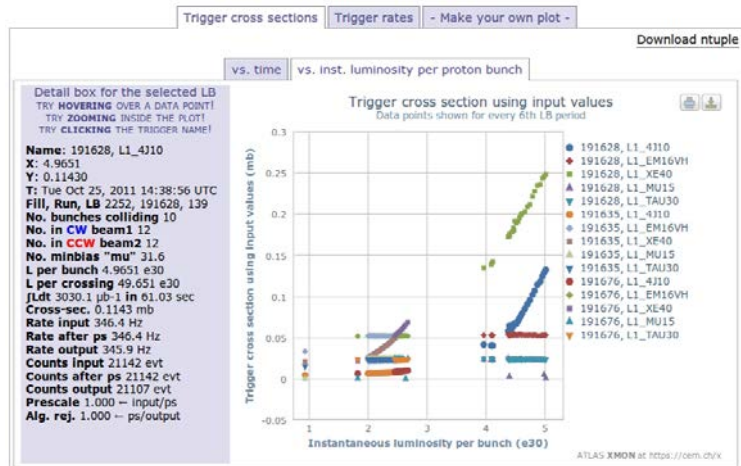 Trigger cross sections
Trigger rates
- Make your own plot -
Download ntuple
vs. time
vs. inst. luminosity per proton bunch
Detail box for the selected LB
TRY HOVERING OVER A DATA POINT!
TRY ZOOMING INSIDE THE PLOT!
TRY CLICKING THE TRIGGER NAME!
Name: 191628, L1_4J10
X: 4.9651
Y: 0.11430
T: Tue Oct 25, 2011 14:38:56 UTC
Fill, Run, LB 2252, 191628, 139
No. bunches colliding 10
No. in CW beam1 12
No. in CCW beam2 12
No. minbias "mu" 31.6
L per bunch 4.9651 e30
L per crossing 49.651 e30
∫Ldt 3030.1 μb-1 in 61.03 sec
Cross-sec. 0.1143 mb
Rate input 346.4 Hz
Rate after ps 346.4 Hz
Rate output 345.9 Hz
Counts input 21142 evt
Counts after ps 21142 evt
Counts output 21107 evt
Prescale 1.000 ← input/ps
Alg. rej. 1.000 ← ps/output
Trigger cross section using input values
Data points shown for every 6th LB period
Trigger cross section using input values (mb)
0.3
0.25
0.2
0.15
0.1
0.05
0
-0.05
1 2 3 4 5
Instantaneous luminosity per bunch (e30)
191628, L1_4J10
191628, L1_EM16VH
191628, L1_XE40
191628, L1_MU15
191628, L1_TAU30
191635, L1_4J10
191635, L1_EM16VH
191635, L1_XE40
191635, L1_MU15
191635, L1_TAU30
191676, L1_4J10
191676, L1_EM16VH
191676, L1_XE40
191676, L1_MU15
191676, L1_TAU30
ATLAS XMON at https://cern.ch/x